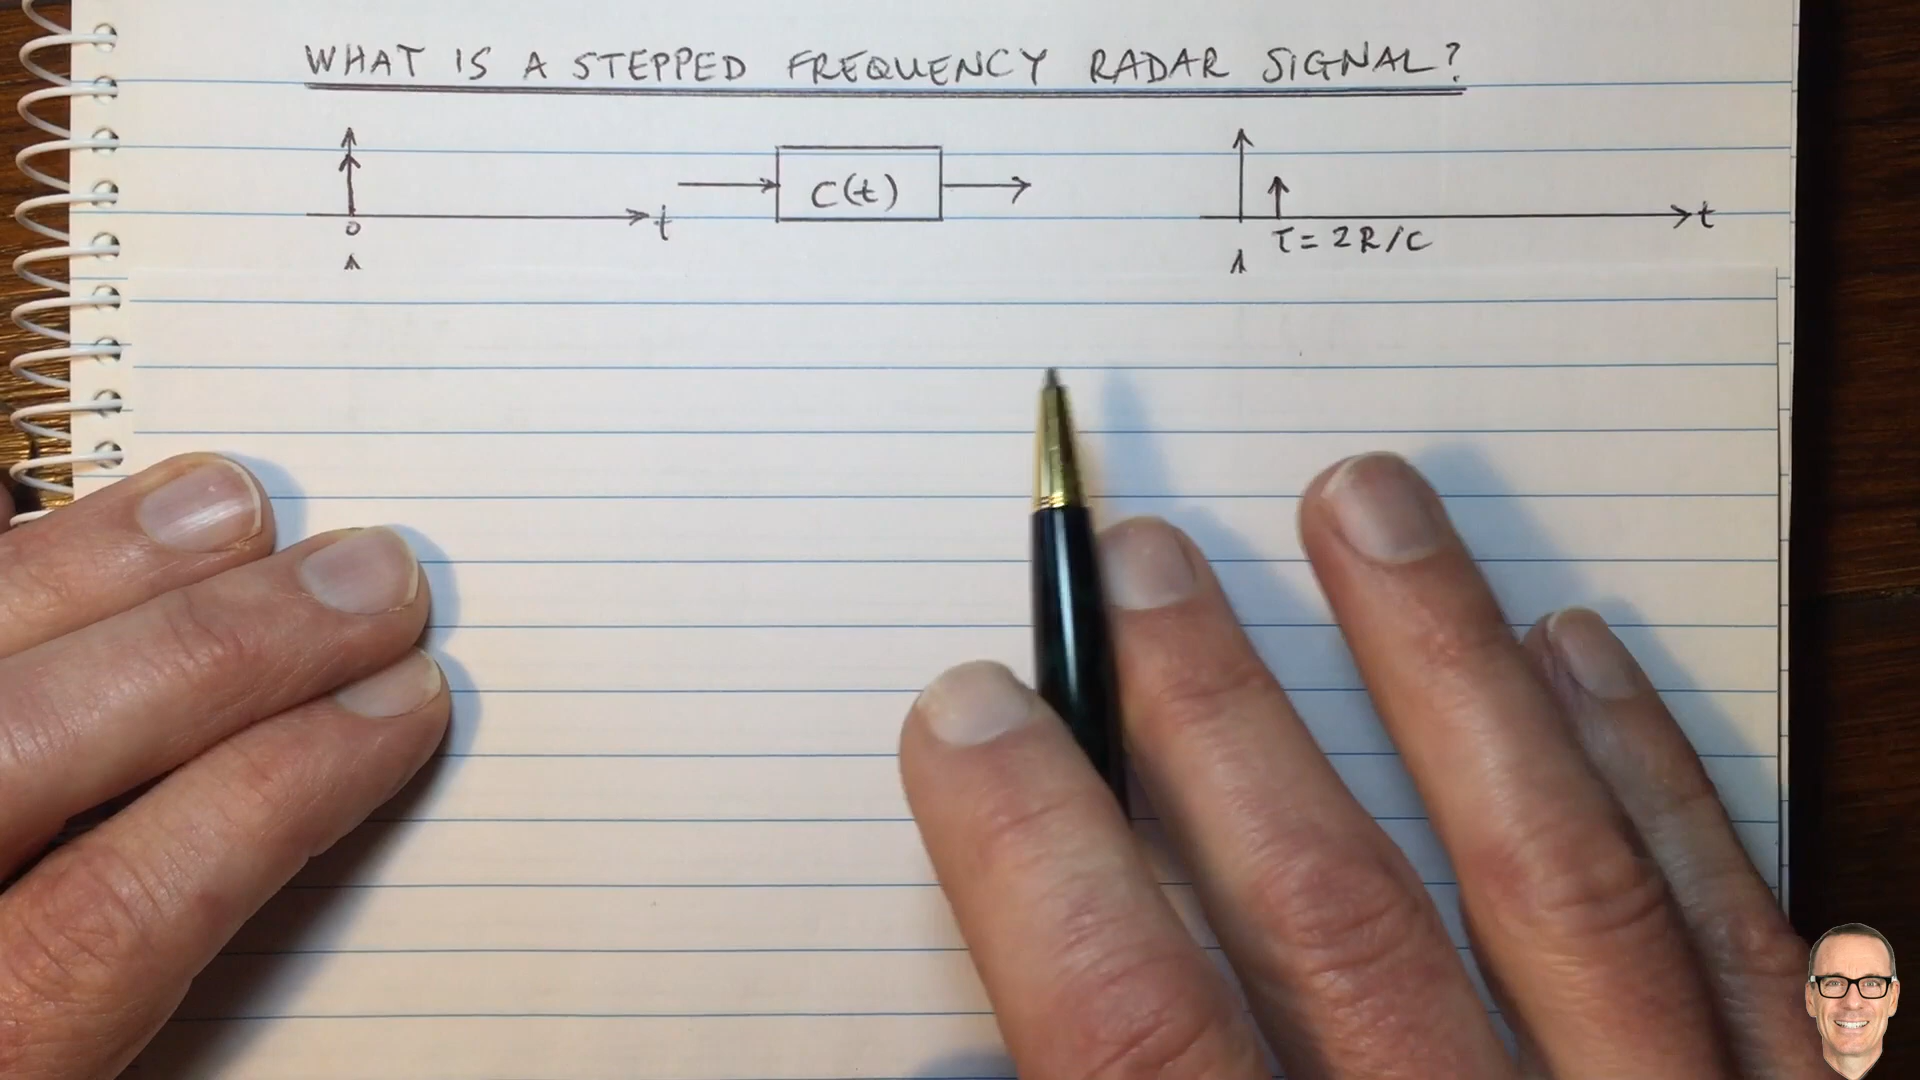 WHAT IS A STEPPED FREQUENCY RADAR SIGNAL?
0 t C(t) t
τ = 2R/C